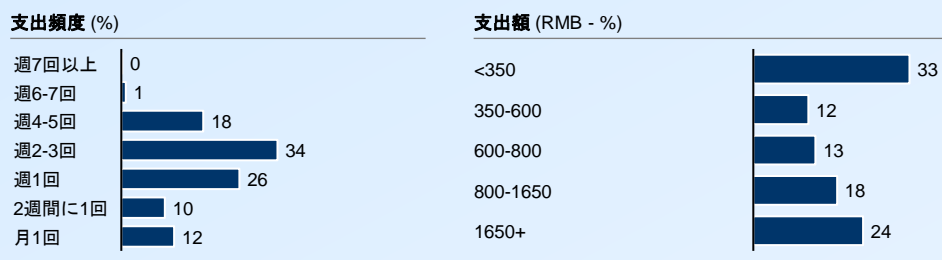 支出頻度 (%)
週7回以上 0
週6-7回 1
週4-5回 18
週2-3回 34
週1回 26
2週間に1回 10
月1回 12
支出額 (RMB - %)
<350 33
350-600 12
600-800 13
800-1650 18
1650+ 24